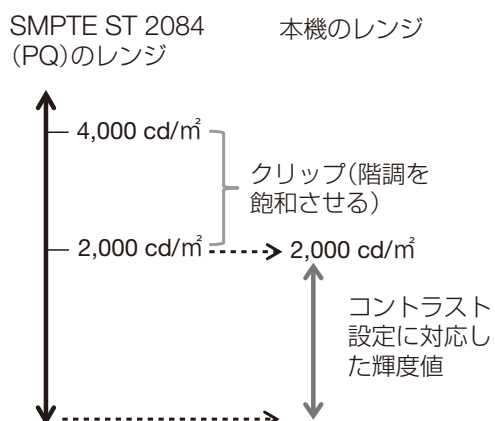 SMPTE ST 2084
（PQ）のレンジ
本機のレンジ
4,000 cd/㎡
クリップ（階調を
飽和させる）
2,000 cd/㎡
2,000 cd/㎡
コントラスト
設定に対応し
た輝度値